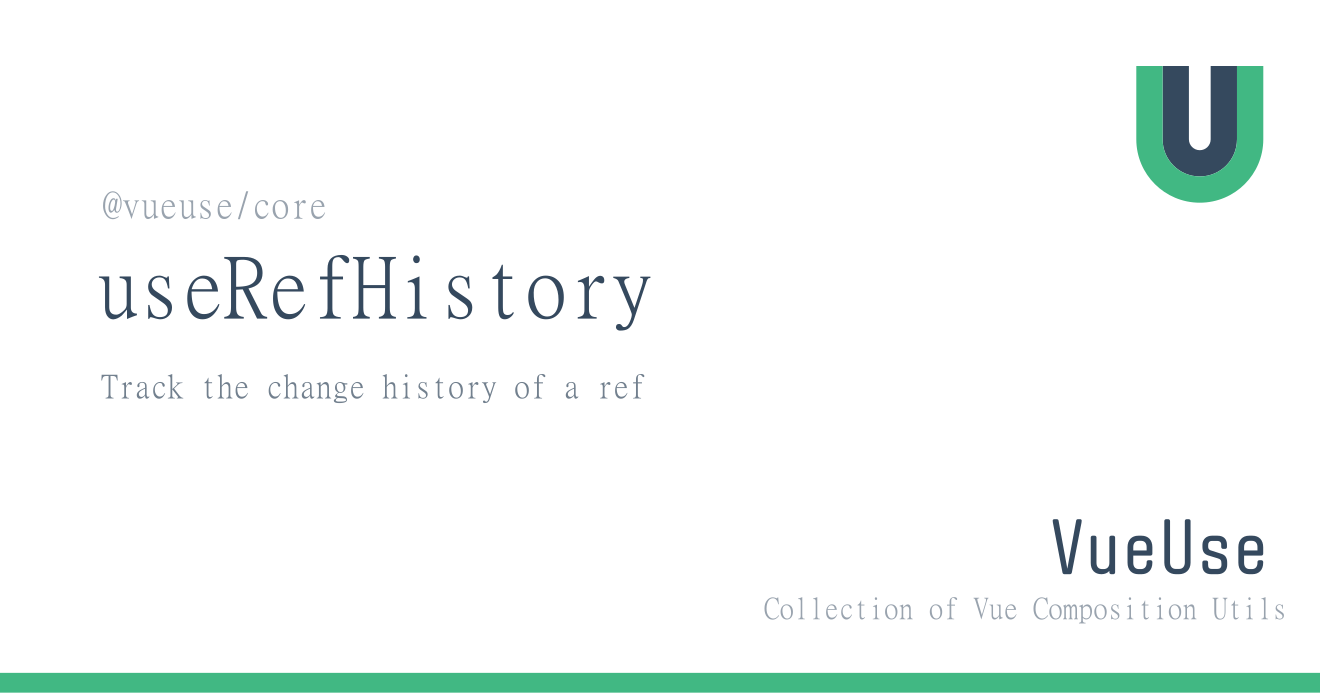 @vueuse/core
useRefHistory
Track the change history of a ref
VueUse
Collection of Vue Composition Utils